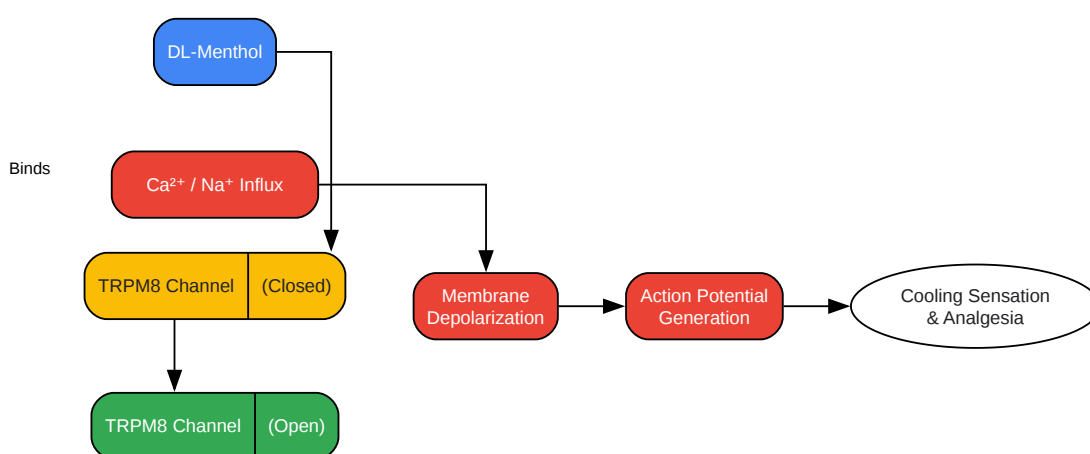 DL-Menthol
Binds
Ca²⁺ / Na⁺ Influx
TRPM8 Channel (Closed)
Membrane
Depolarization
Action Potential
Generation
Cooling Sensation
& Analgesia
TRPM8 Channel (Open)